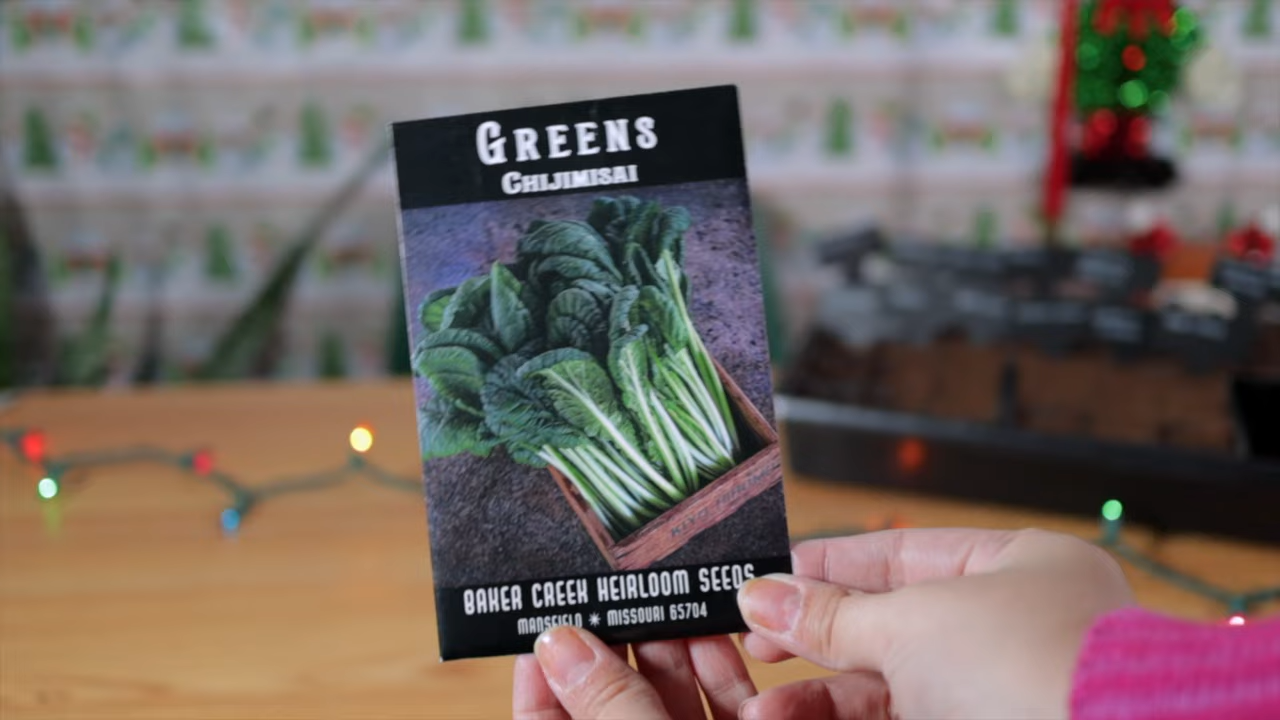 GREENS
CHIJIMISAI
BAKER CREEK HEIRLOOM SEEDS
MANSFIELD ✷ MISSOURI 65704